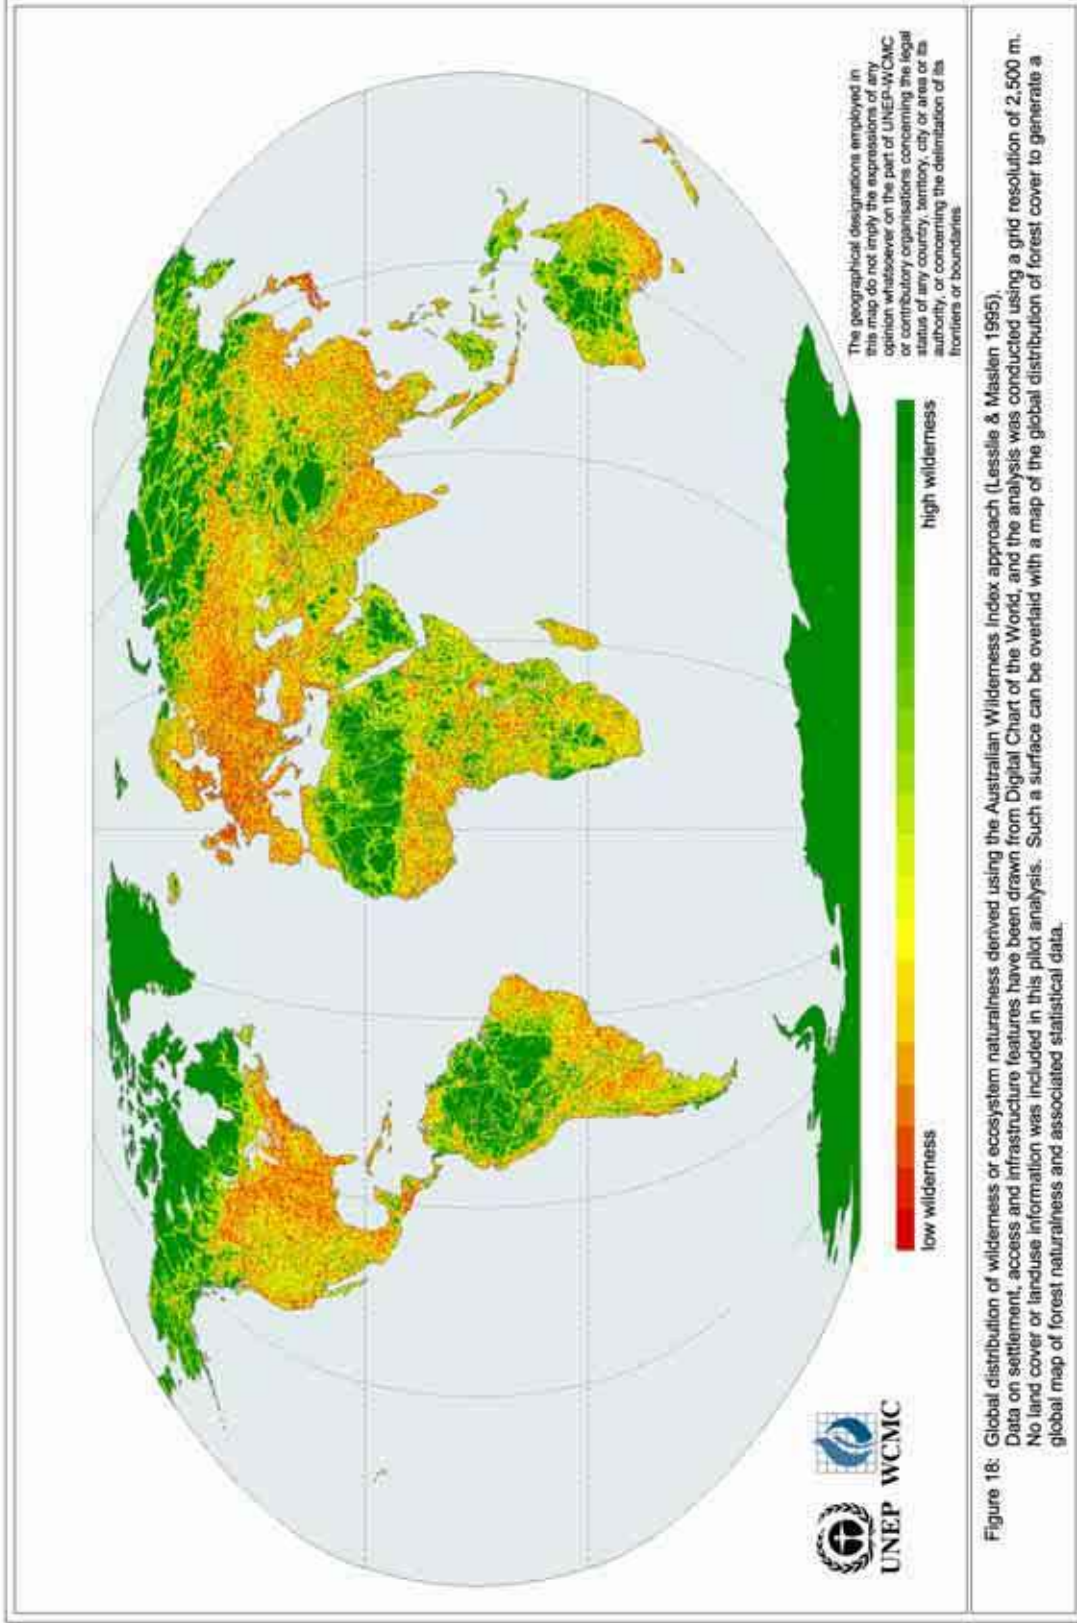 The geographical designations employed in
this map do not imply the expressions of any
opinion whatsoever on the part of UNEP-WCMC
or contributory organisations concerning the legal
status of any country, territory, city or area or its
authority, or concerning the delimitation of its
frontiers or boundaries
low wilderness
high wilderness
UNEP WCMC
Figure 18: Global distribution of wilderness or ecosystem naturalness derived using the Australian Wilderness Index approach (Lesslie & Maslen 1995).
Data on settlement, access and infrastructure features have been drawn from Digital Chart of the World, and the analysis was conducted using a grid resolution of 2,500 m.
No land cover or landuse information was included in this pilot analysis. Such a surface can be overlaid with a map of the global distribution of forest cover to generate a
global map of forest naturalness and associated statistical data.